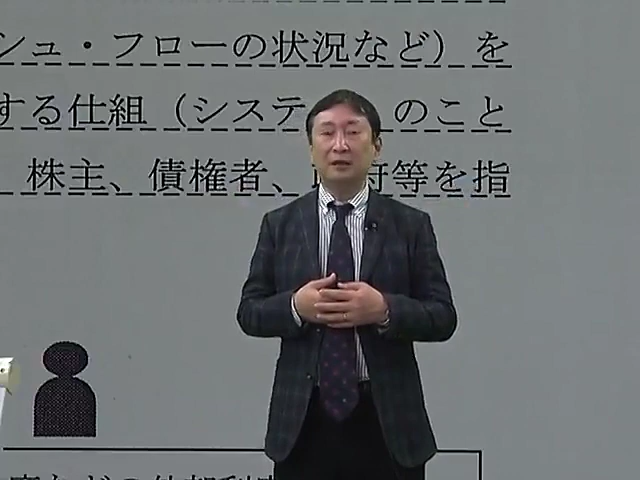 シュ・フローの状況など）を
する仕組（システ のこと
株主、債権者、 府等を指